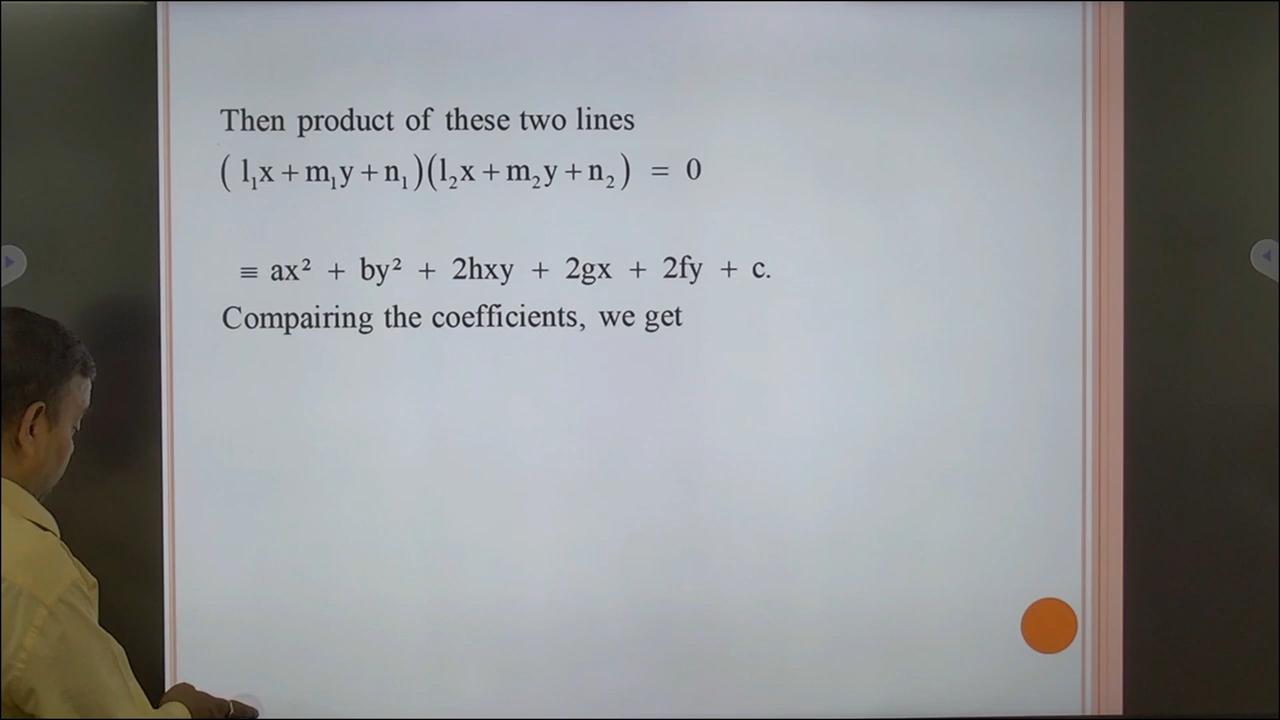 Then product of these two lines
( l₁x + m₁y + n₁)(l₂x + m₂y + n₂) = 0
≡ ax² + by² + 2hxy + 2gx + 2fy + c.
Compairing the coefficients, we get